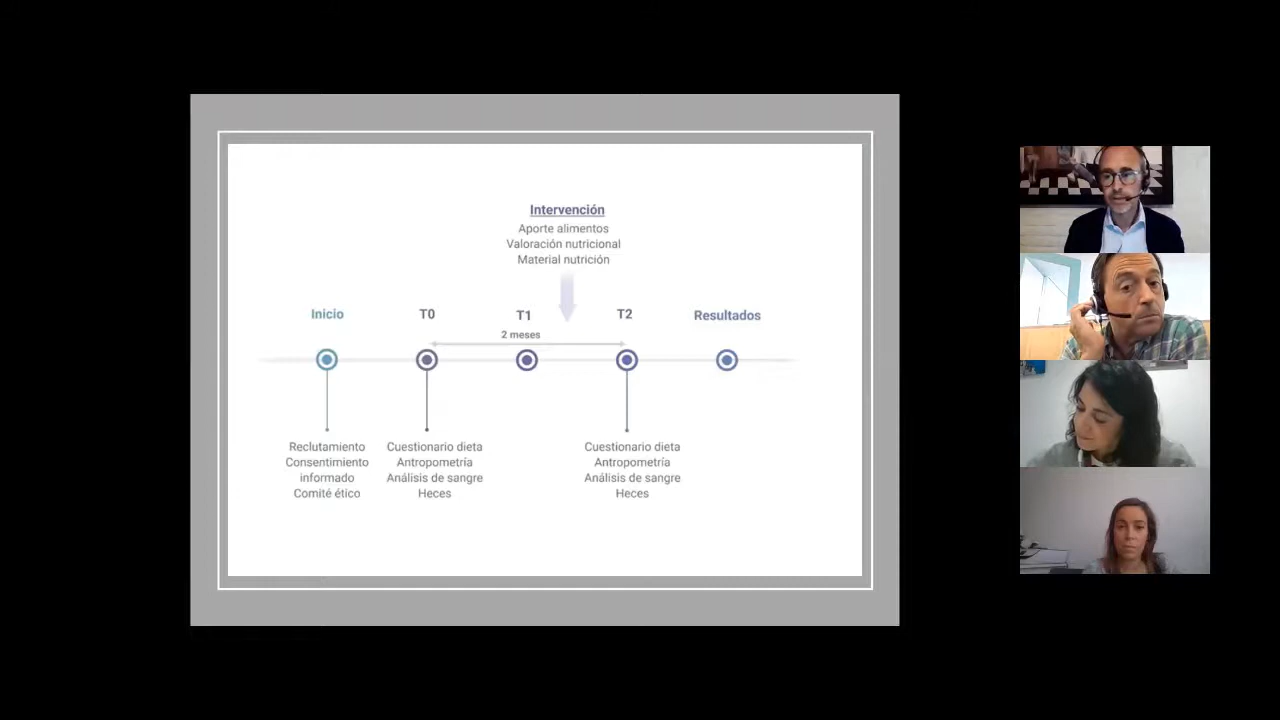 Intervención
Aporte alimentos
Valoración nutricional
Material nutrición
Inicio
T0
T1
T2
Resultados
2 meses
Reclutamiento
Consentimiento
informado
Comité ético
Cuestionario dieta
Antropometría
Análisis de sangre
Heces
Cuestionario dieta
Antropometría
Análisis de sangre
Heces